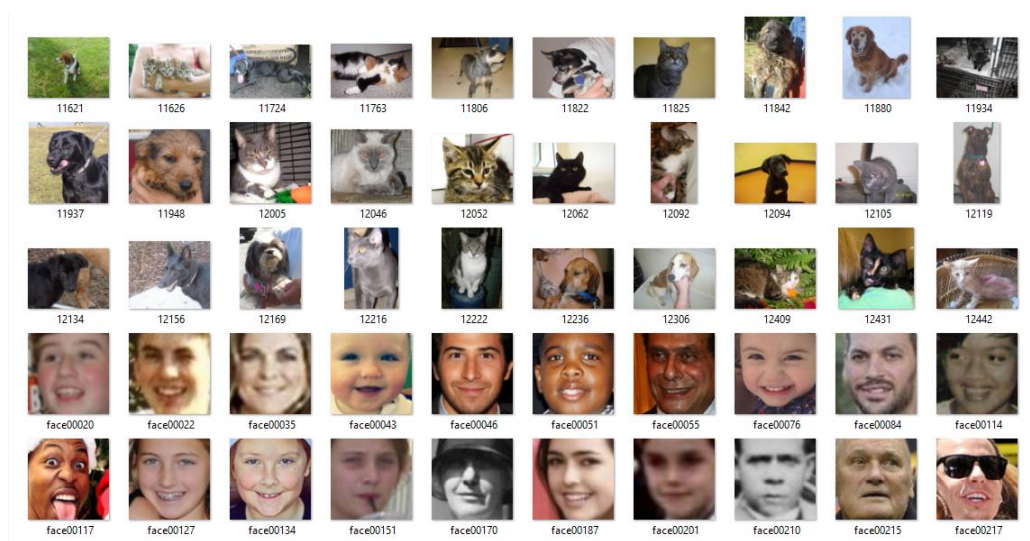 11621 11626 11724 11763 11806 11822 11825 11842 11880 11934
11937 11948 12005 12046 12052 12062 12092 12094 12105 12119
12134 12156 12169 12216 12222 12236 12306 12409 12431 12442
face00020 face00022 face00035 face00043 face00046 face00051 face00055 face00076 face00084 face00114
face00117 face00127 face00134 face00151 face00170 face00187 face00201 face00210 face00215 face00217